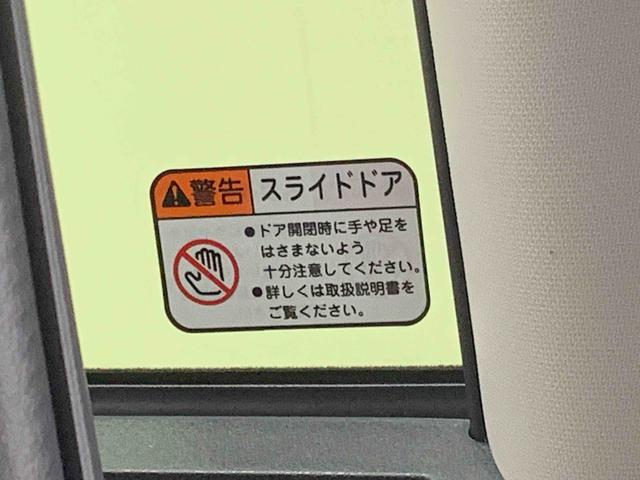 警告 スライドドア
●ドア開閉時に手や足を
はさまないよう
十分注意してください。
●詳しくは取扱説明書を
ご覧ください。